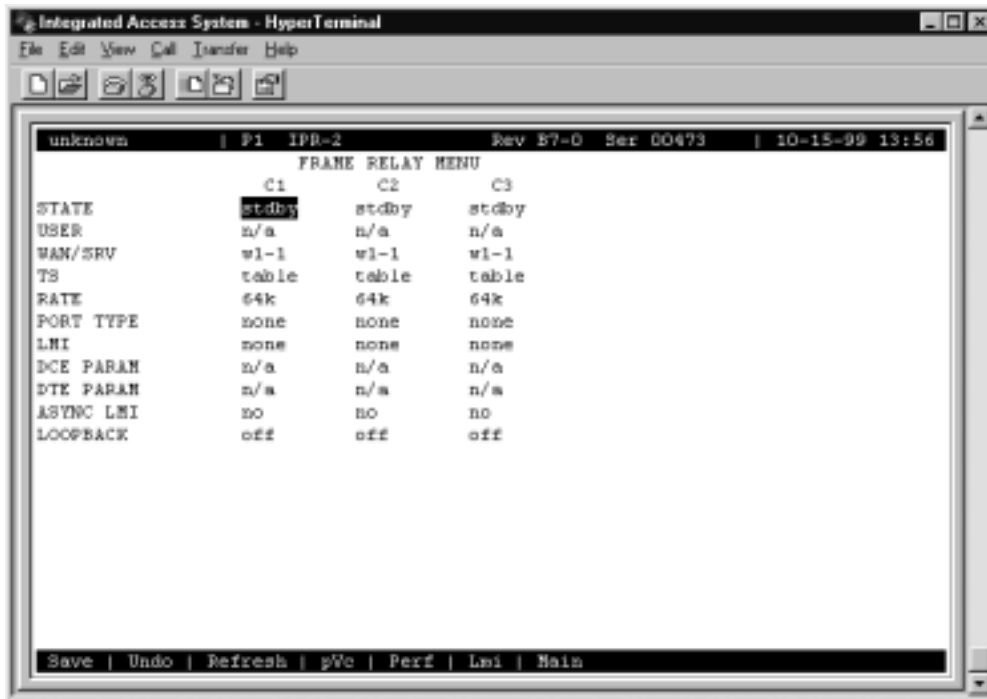 Integrated Access System - HyperTerminal
File Edit View Call Transfer Help
unknown | P1 IPR-2 Rev B7-0 Ser 00473 | 10-15-99 13:56
FRAME RELAY MENU
C1 C2 C3
STATE stdby stdby stdby
USER n/a n/a n/a
WAN/SRV w1-1 w1-1 w1-1
TS table table table
RATE 64k 64k 64k
PORT TYPE none none none
LMI none none none
DCE PARAM n/a n/a n/a
DTE PARAM n/a n/a n/a
ASYNC LMI no no no
LOOPBACK off off off
Save | Undo | Refresh | pVc | Perf | Lmi | Main